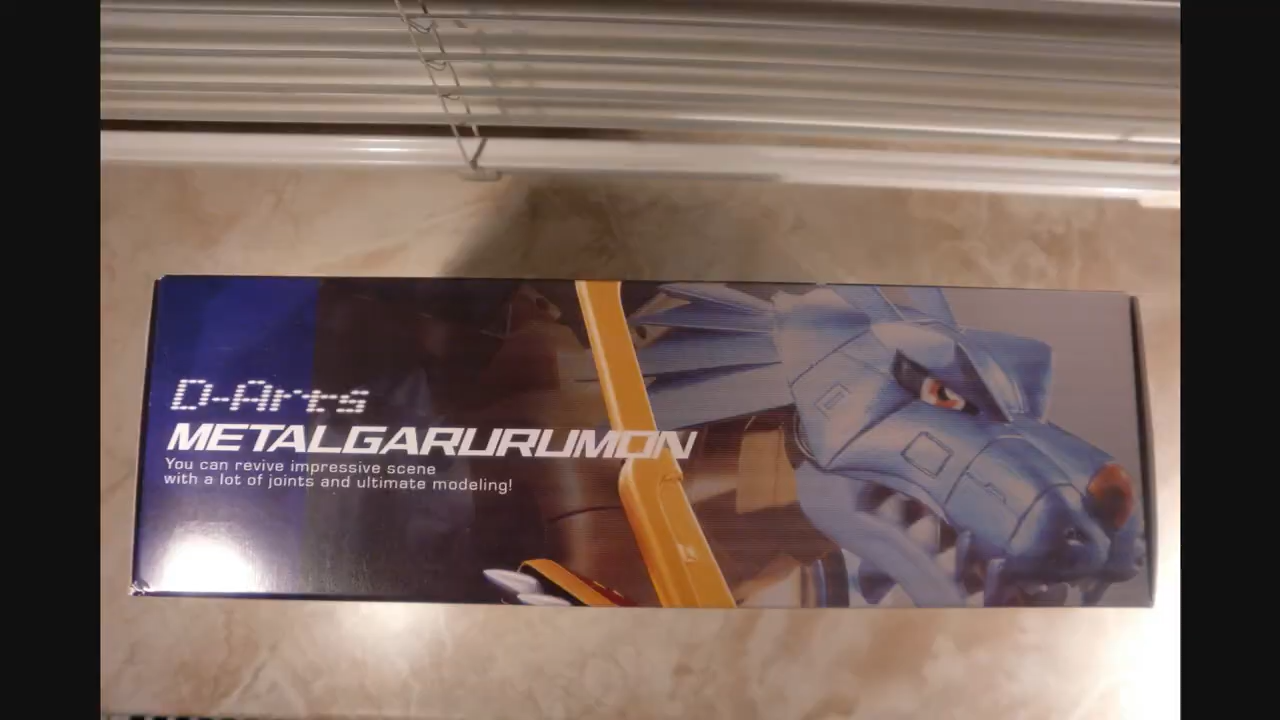 D-Arts
METALGARURUMON
You can revive impressive scene
with a lot of joints and ultimate modeling!